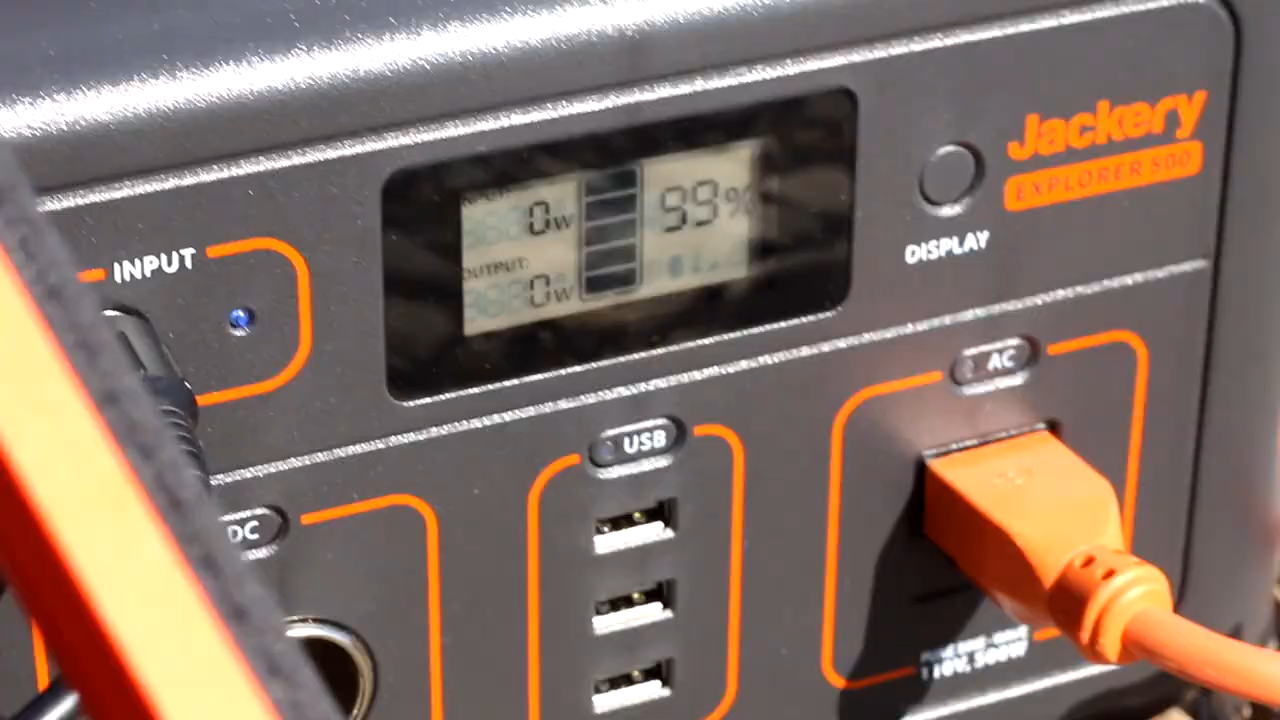 INPUT
0w
99%
OUTPUT:
0w
DISPLAY
Jackery
EXPLORER 500
DC
USB
AC
110V, 500W